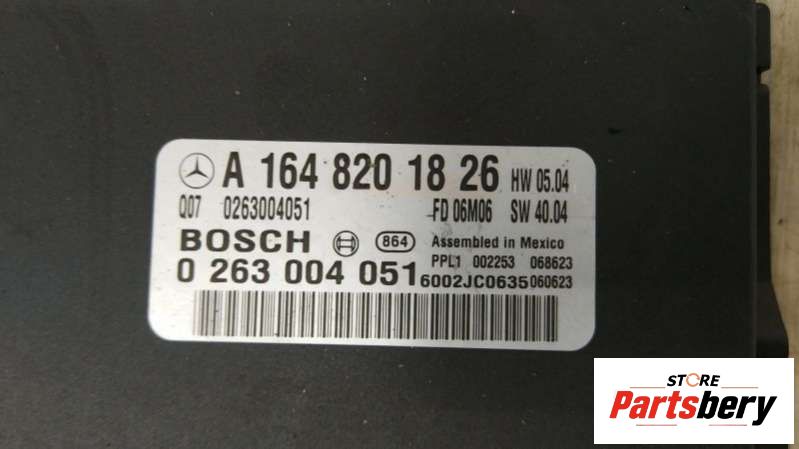 A 164 820 18 26 HW 05.04
Q07 0263004051 FD 06M06 SW 40.04
BOSCH 864 Assembled in Mexico
PPL1 002253 068623
0 263 004 051 6002JC0635 060623
STORE
Partsbery